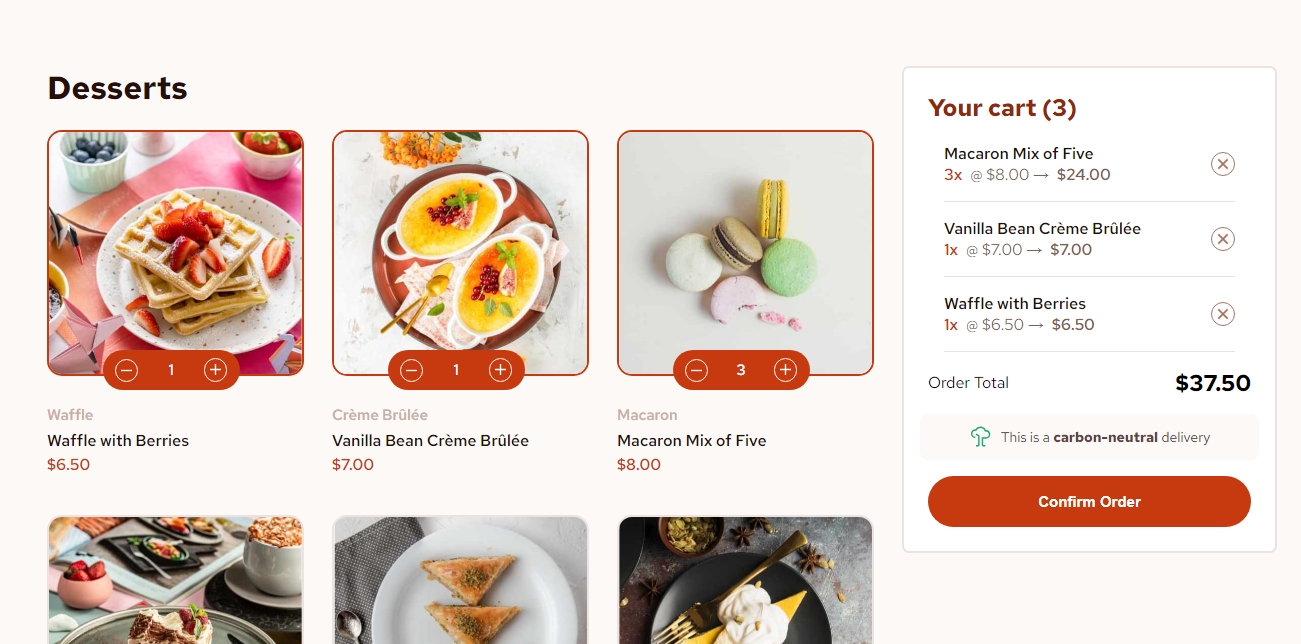 Desserts
1
Waffle
Waffle with Berries
$6.50
1
Crème Brûlée
Vanilla Bean Crème Brûlée
$7.00
3
Macaron
Macaron Mix of Five
$8.00
Your cart (3)
Macaron Mix of Five
3x @ $8.00 → $24.00
Vanilla Bean Crème Brûlée
1x @ $7.00 → $7.00
Waffle with Berries
1x @ $6.50 → $6.50
Order Total $37.50
This is a carbon-neutral delivery
Confirm Order